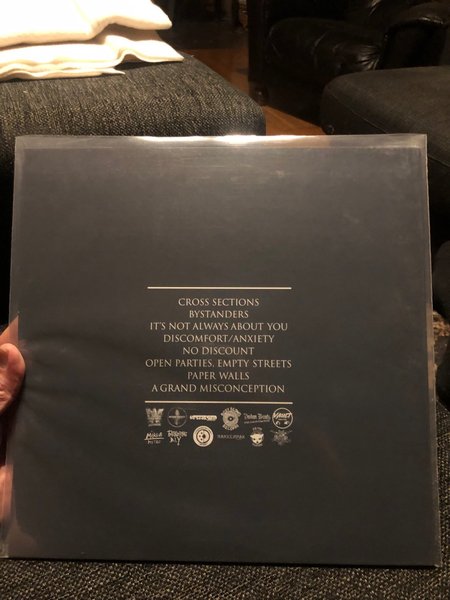 CROSS SECTIONS
BYSTANDERS
IT'S NOT ALWAYS ABOUT YOU
DISCOMFORT/ANXIETY
NO DISCOUNT
OPEN PARTIES, EMPTY STREETS
PAPER WALLS
A GRAND MISCONCEPTION